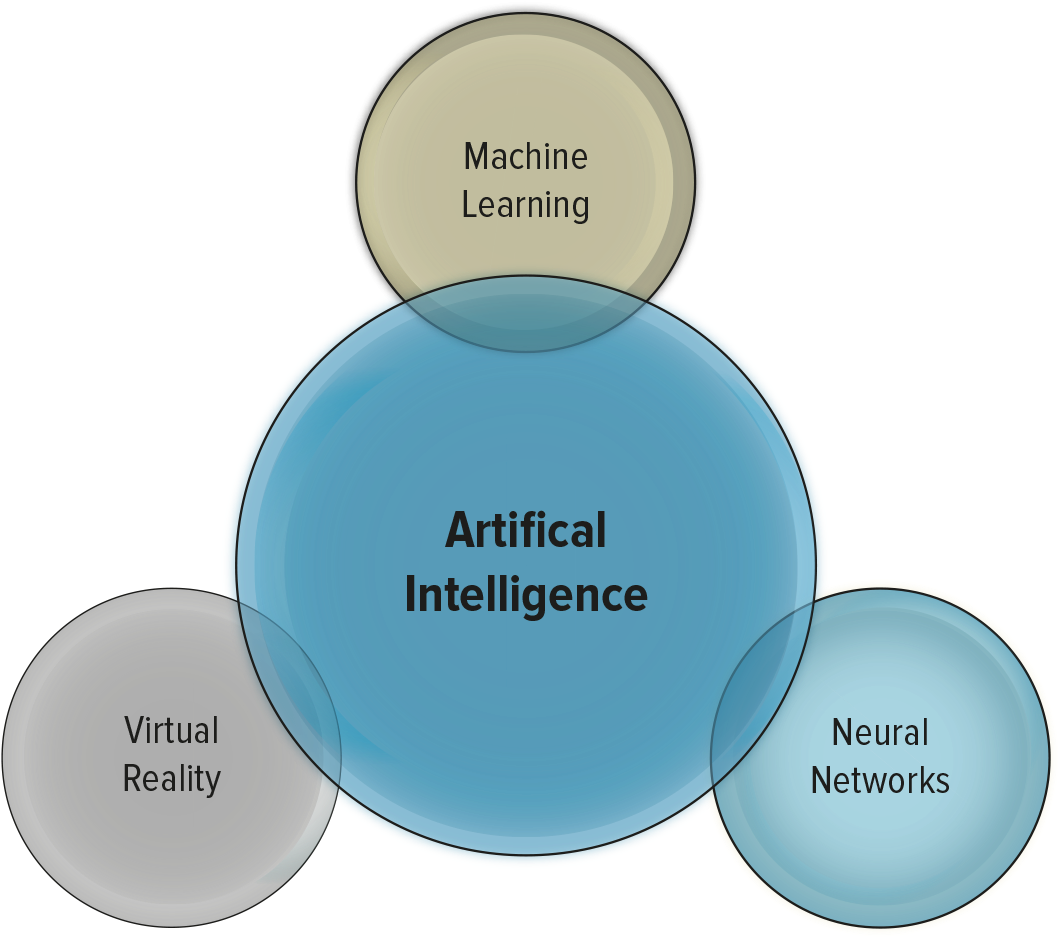 Machine
Learning
Artifical
Intelligence
Virtual
Reality
Neural
Networks